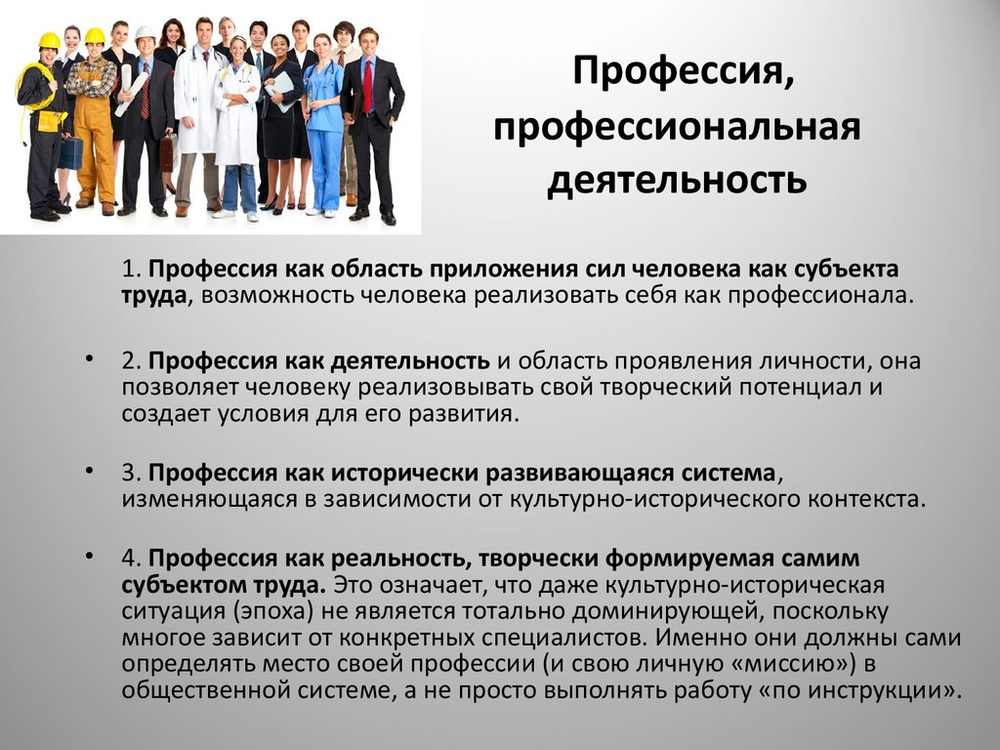 Профессия,
профессиональная
деятельность
1. Профессия как область приложения сил человека как субъекта
труда, возможность человека реализовать себя как профессионала.
• 2. Профессия как деятельность и область проявления личности, она
позволяет человеку реализовывать свой творческий потенциал и
создает условия для его развития.
• 3. Профессия как исторически развивающаяся система,
изменяющаяся в зависимости от культурно-исторического контекста.
• 4. Профессия как реальность, творчески формируемая самим
субъектом труда. Это означает, что даже культурно-историческая
ситуация (эпоха) не является тотально доминирующей, поскольку
многое зависит от конкретных специалистов. Именно они должны сами
определять место своей профессии (и свою личную «миссию») в
общественной системе, а не просто выполнять работу «по инструкции».